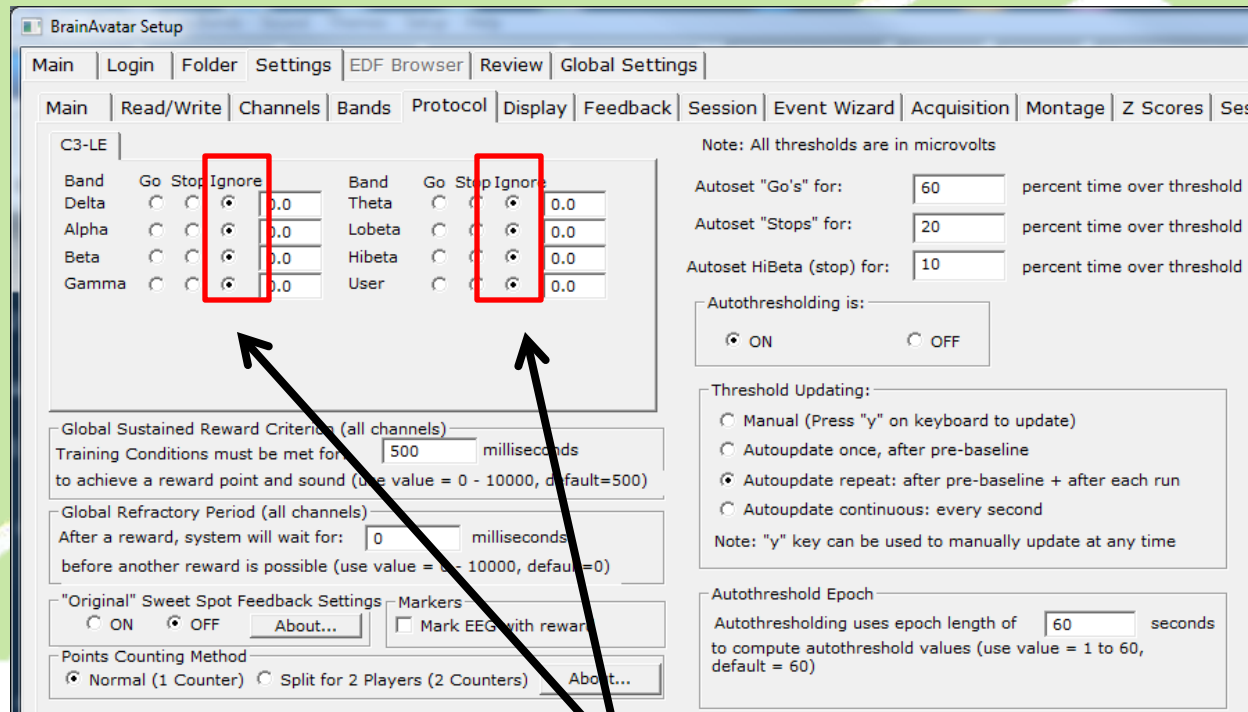 BrainAvatar Setup
Main Login Folder Settings EDF Browser Review Global Settings
Main Read/Write Channels Bands Protocol Display Feedback Session Event Wizard Acquisition Montage Z Scores Ses
C3-LE
Band Go Stop Ignore Band Go Stop Ignore
Delta 0.0 Theta 0.0
Alpha 0.0 Lobeta 0.0
Beta 0.0 Hibeta 0.0
Gamma 0.0 User 0.0
Global Sustained Reward Criterion (all channels)
Training Conditions must be met for: 500 milliseconds
to achieve a reward point and sound (use value = 0 - 10000, default=500)
Global Refractory Period (all channels)
After a reward, system will wait for: 0 milliseconds
before another reward is possible (use value = 0 - 10000, default=0)
"Original" Sweet Spot Feedback Settings
ON OFF About...
Markers
Mark EEG with reward
Points Counting Method
Normal (1 Counter) Split for 2 Players (2 Counters) About...
Note: All thresholds are in microvolts
Autoset "Go's" for: 60 percent time over threshold
Autoset "Stops" for: 20 percent time over threshold
Autoset HiBeta (stop) for: 10 percent time over threshold
Autothresholding is:
ON OFF
Threshold Updating:
Manual (Press "y" on keyboard to update)
Autoupdate once, after pre-baseline
Autoupdate repeat: after pre-baseline + after each run
Autoupdate continuous: every second
Note: "y" key can be used to manually update at any time
Autothreshold Epoch
Autothresholding uses epoch length of 60 seconds
to compute autothreshold values (use value = 1 to 60,
default = 60)